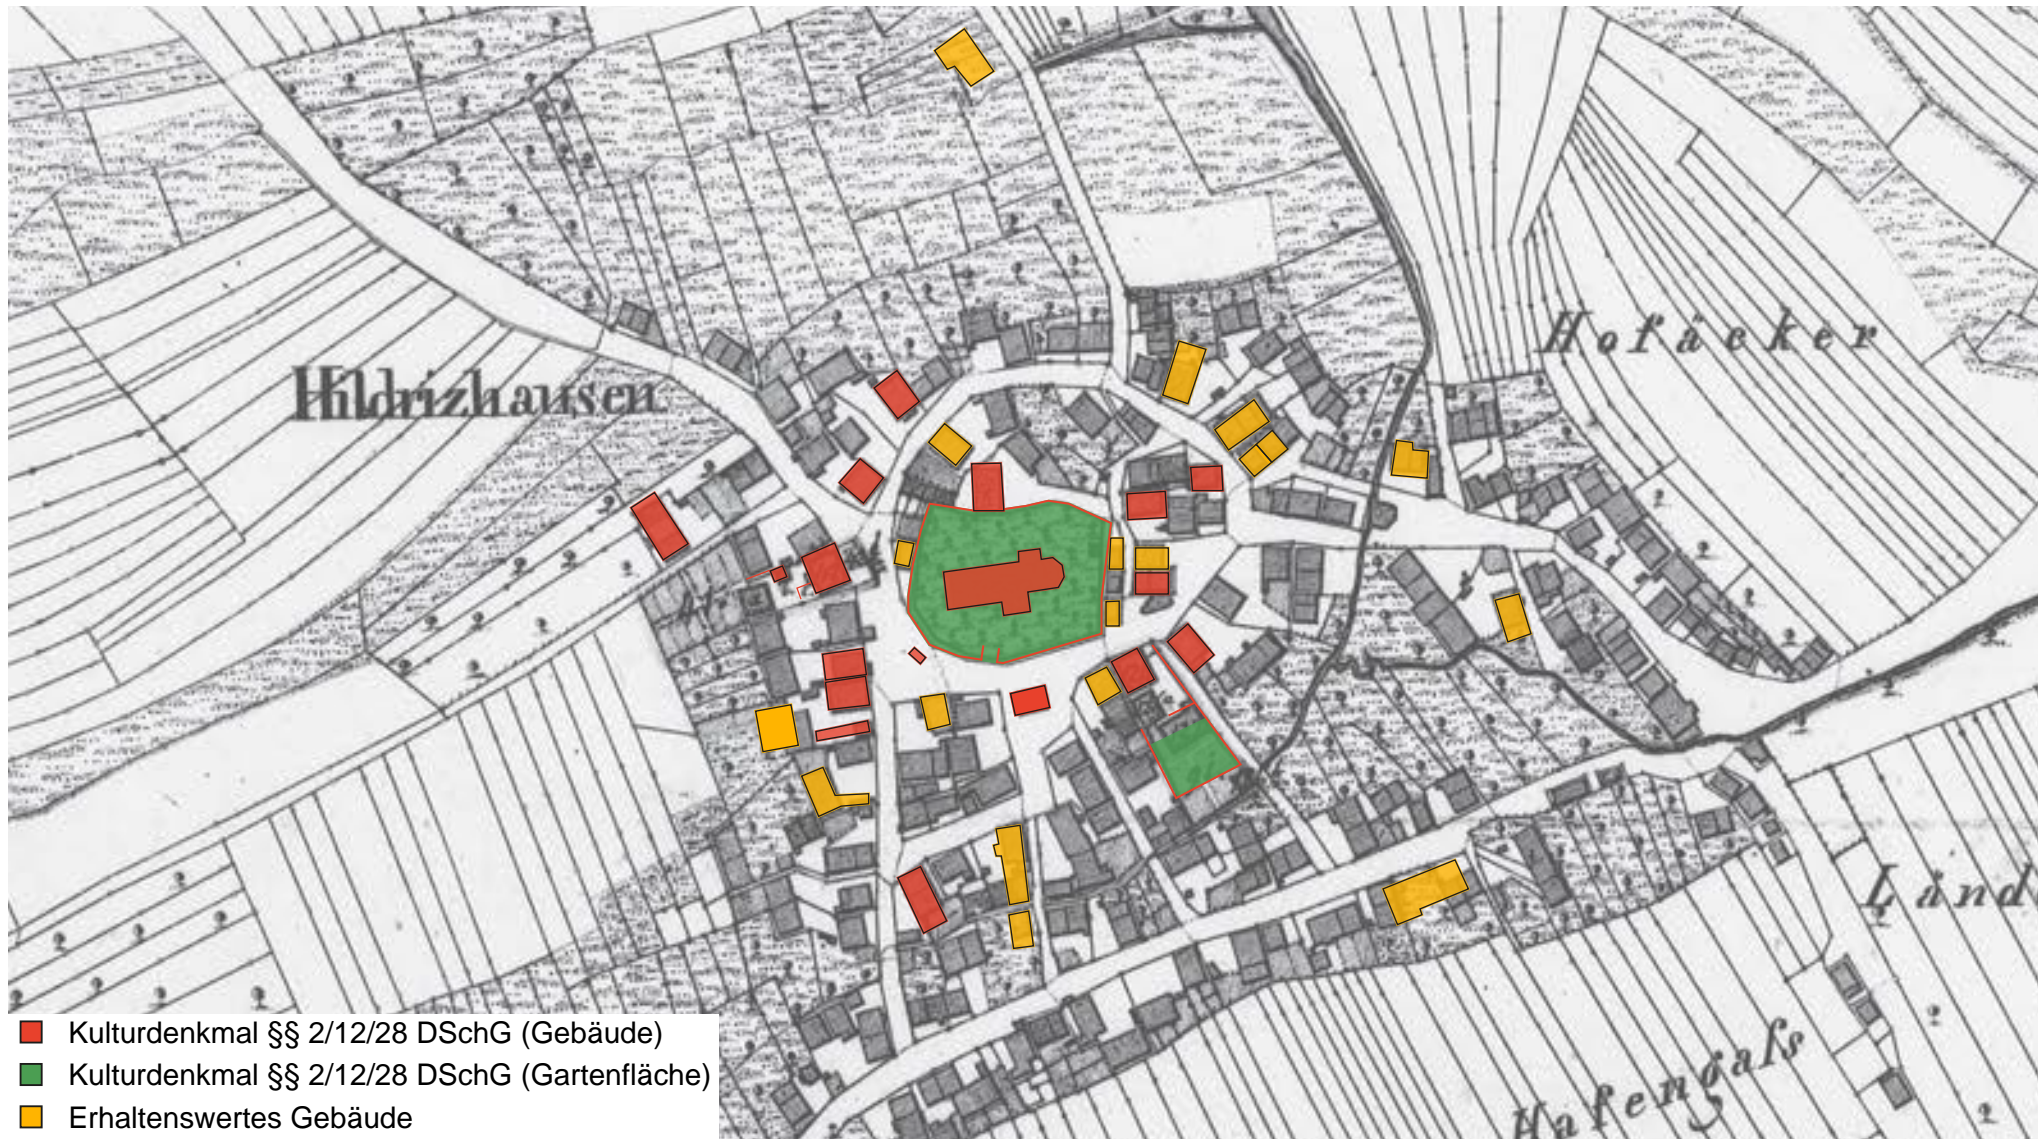 Hofäcker
Hildrizhausen
Länd
Hafengaſs
Kulturdenkmal §§ 2/12/28 DSchG (Gebäude)
Kulturdenkmal §§ 2/12/28 DSchG (Gartenfläche)
Erhaltenswertes Gebäude